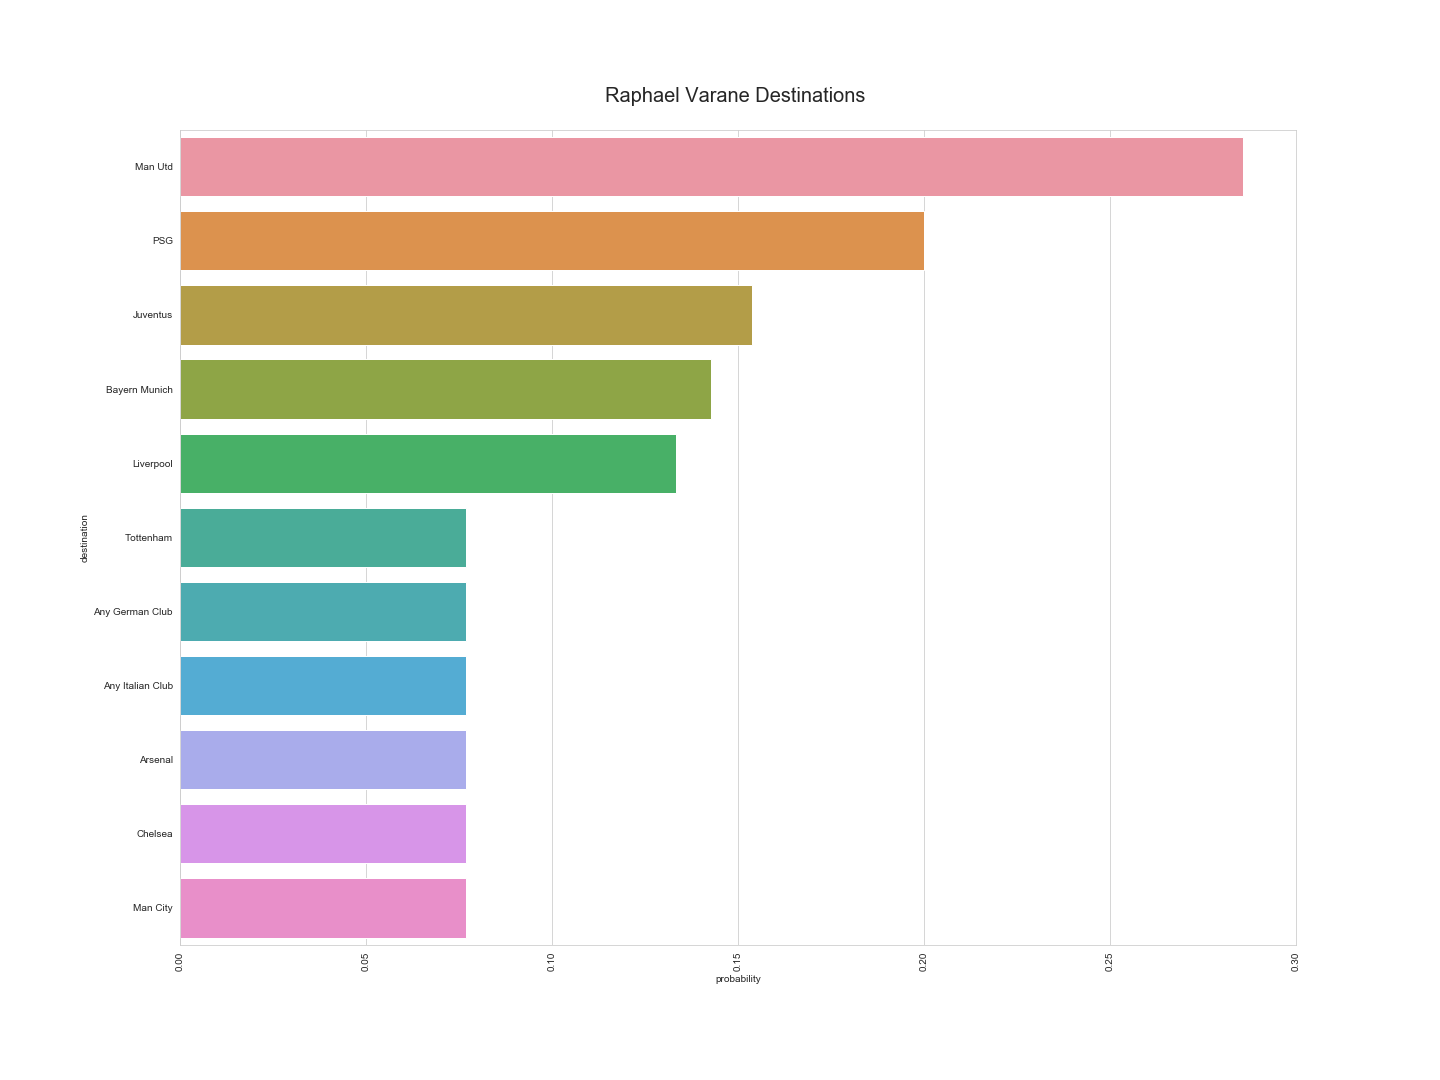 Raphael Varane Destinations
Man Utd
PSG
Juventus
Bayern Munich
Liverpool
Tottenham
Any German Club
Any Italian Club
Arsenal
Chelsea
Man City
destination
0.00
0.05
0.10
0.15
0.20
0.25
0.30
probability